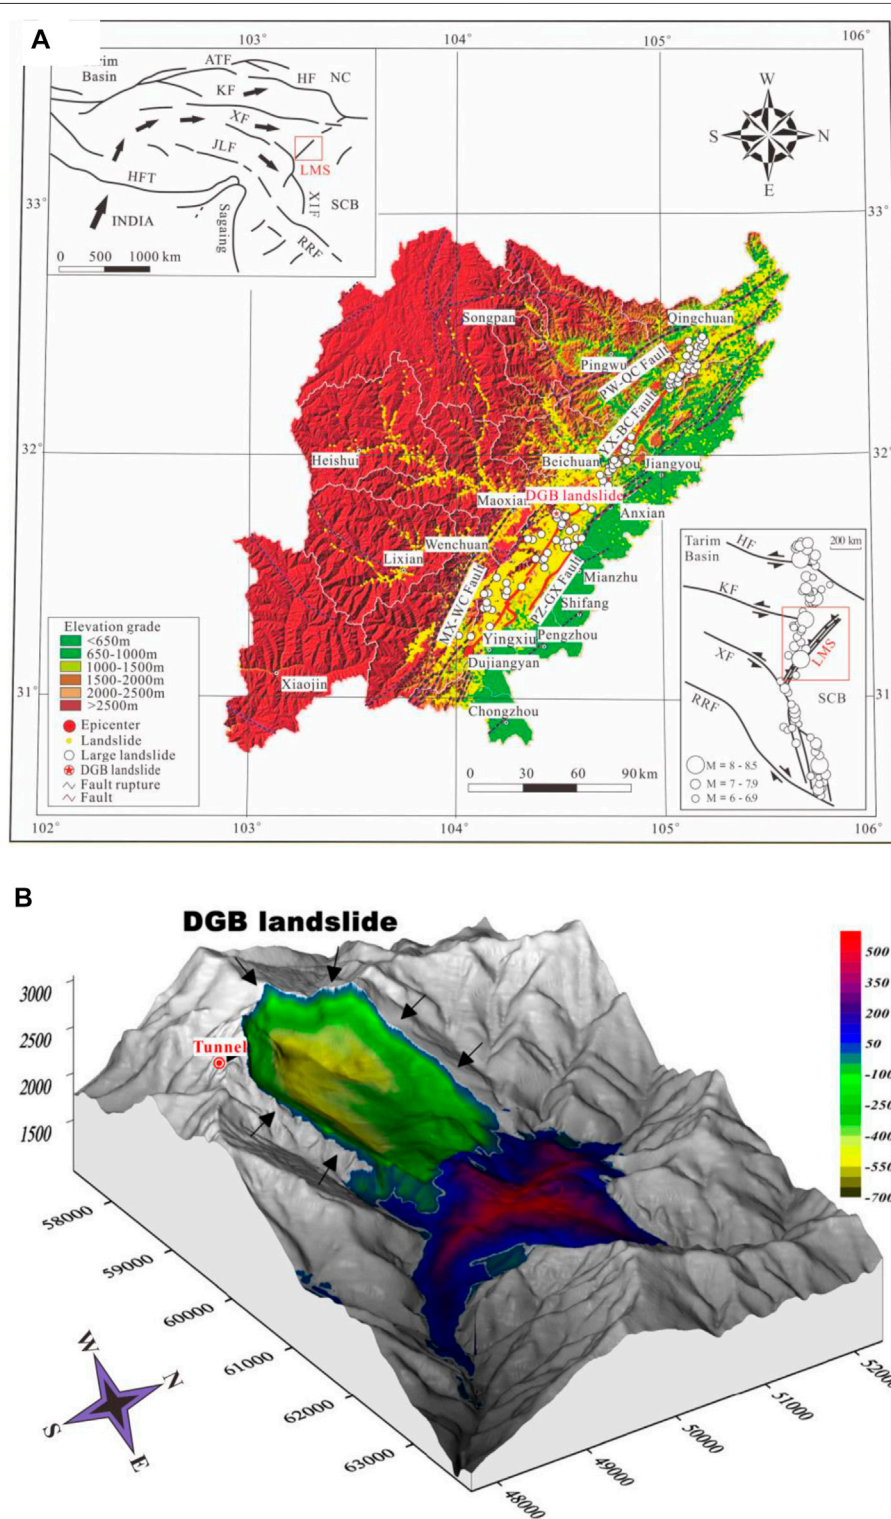 A
103°
104°
105°
106°
Tarim
Basin
ATF
HF
NC
KF
XF
JLF
LMS
HFT
XIF
SCB
INDIA
Sagaing
RRF
0 500 1000 km
W
S
N
E
33°
33°
Songpan
Qingchuan
Pingwu
PW-QC Fault
YX-BC Fault
32°
32°
Heishui
Beichuan
Jiangyou
Maoxian
DGB landslide
Anxian
Wenchuan
Lixian
Mianzhu
MX-WC Fault
PZ-GX Fault
Shifang
Yingxiu
Pengzhou
Dujiangyan
Xiaojin
Chongzhou
31°
31°
Elevation grade
<650m
650-1000m
1000-1500m
1500-2000m
2000-2500m
>2500m
Epicenter
Landslide
Large landslide
DGB landslide
Fault rupture
Fault
0 30 60 90 km
Tarim
Basin
HF
200 km
KF
XF
LMS
RRF
SCB
M = 8 - 8.5
M = 7 - 7.9
M = 6 - 6.9
102°
103°
104°
105°
106°
B
DGB landslide
3000
2500
2000
1500
Tunnel
500
350
200
50
-100
-250
-400
-550
-700
58000
59000
60000
61000
62000
63000
48000
49000
50000
51000
52000
W
N
S
E